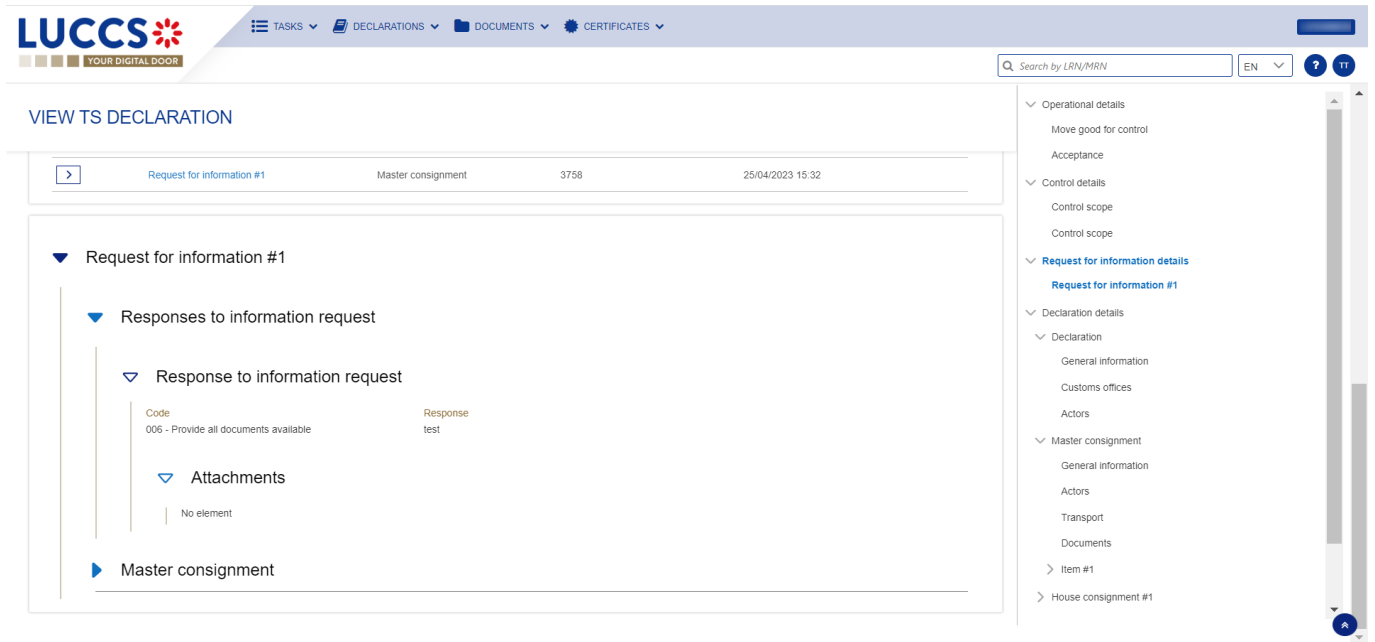 LUCCS
YOUR DIGITAL DOOR
TASKS
DECLARATIONS
DOCUMENTS
CERTIFICATES
Search by LRN/MRN
EN
?
TT
VIEW TS DECLARATION
Request for information #1 Master consignment 3758 25/04/2023 15:32
Request for information #1
Responses to information request
Response to information request
Code Response
006 - Provide all documents available test
Attachments
No element
Master consignment
Operational details
Move good for control
Acceptance
Control details
Control scope
Control scope
Request for information details
Request for information #1
Declaration details
Declaration
General information
Customs offices
Actors
Master consignment
General information
Actors
Transport
Documents
Item #1
House consignment #1